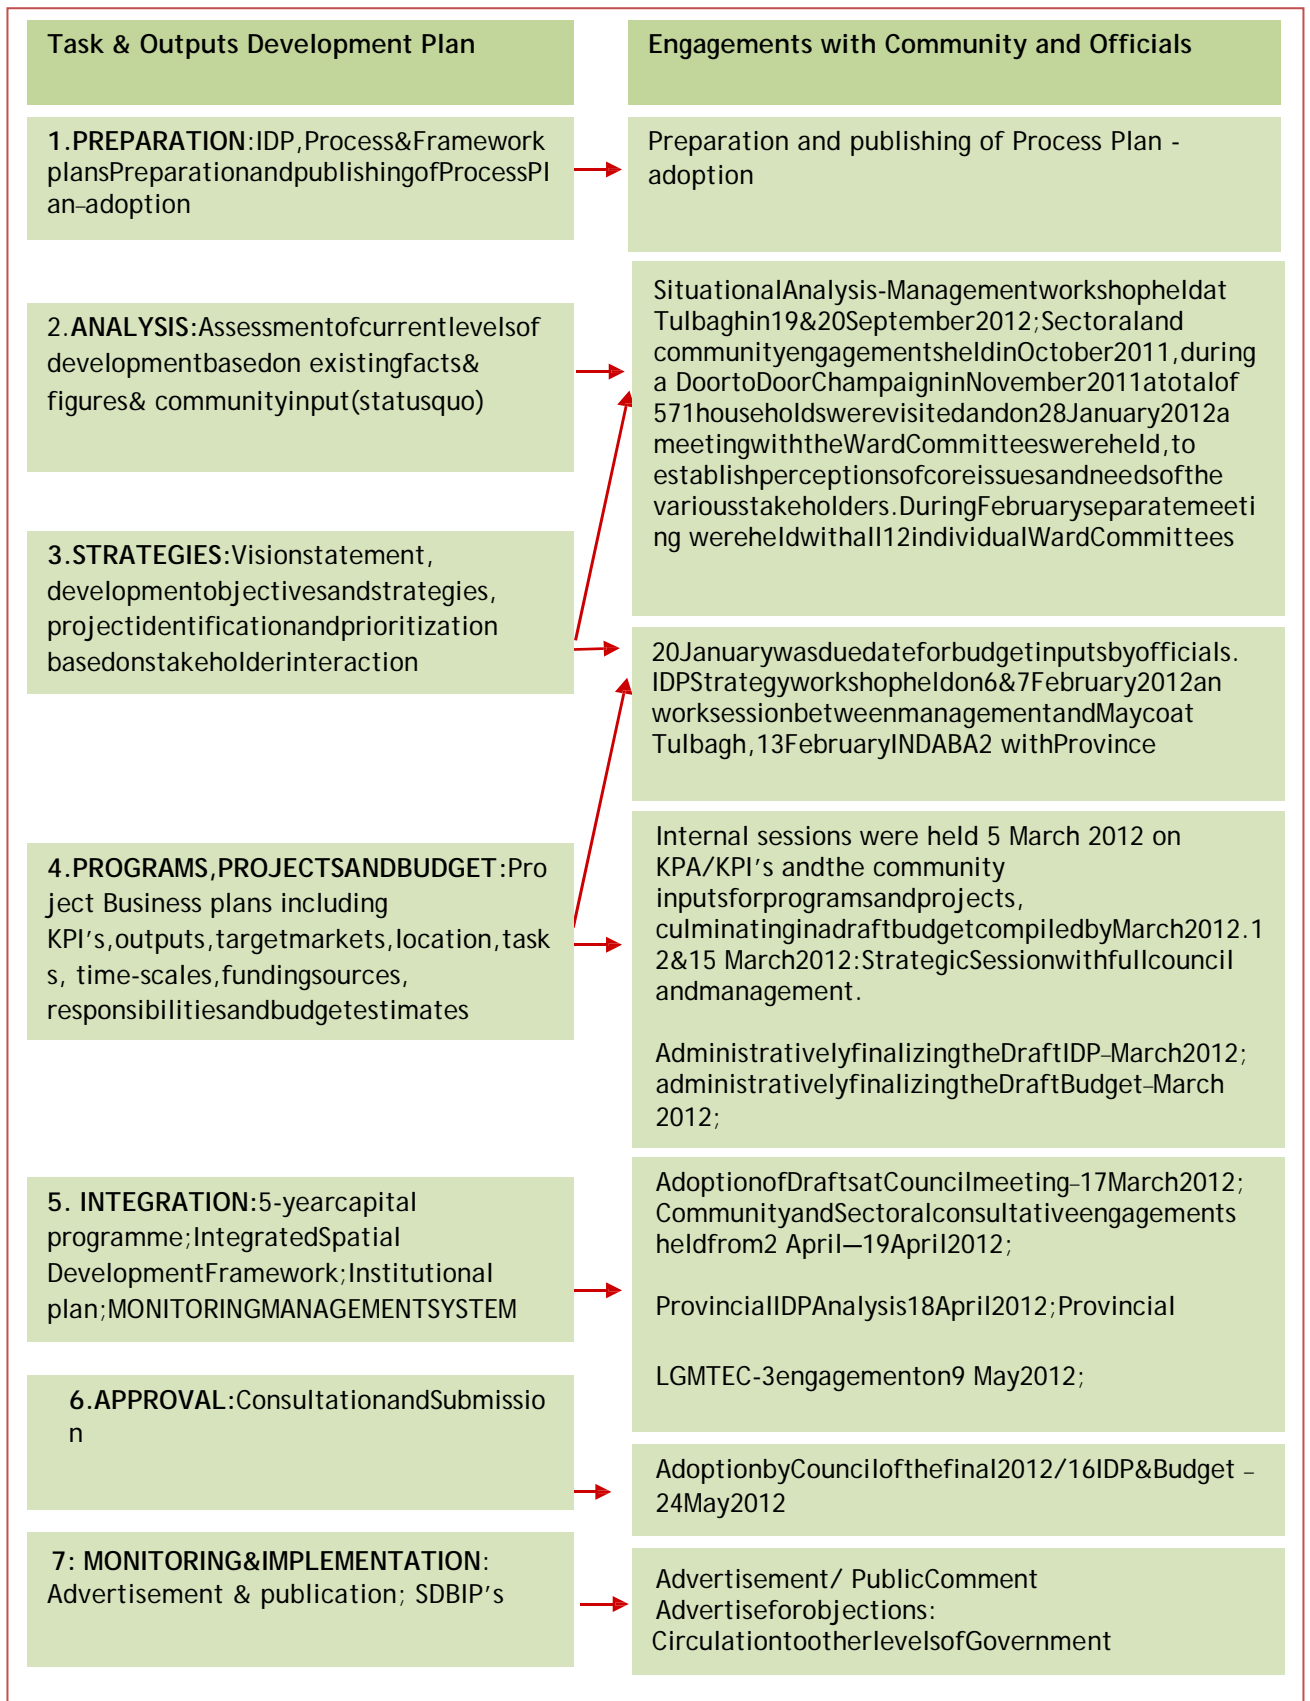 Task & Outputs Development Plan
Engagements with Community and Officials
1.PREPARATION:IDP,Process&Framework
plansPreparationandpublishingofProcessPl
an–adoption
Preparation and publishing of Process Plan -
adoption
2.ANALYSIS:Assessmentofcurrentlevelsof
developmentbasedon existingfacts&
figures& communityinput(statusquo)
SituationalAnalysis-Managementworkshopheldat
Tulbaghin19&20September2012;Sectoraland
communityengagementsheldinOctober2011,during
a DoortoDoorChampaigninNovember2011atotalof
571householdswerevisitedandon28January2012a
meetingwiththeWardCommitteeswereheld,to
establishperceptionsofcoreissuesandneedsofthe
variousstakeholders.DuringFebruaryseparatemeeti
ng wereheldwithall12individualWardCommittees
3.STRATEGIES:Visionstatement,
developmentobjectivesandstrategies,
projectidentificationandprioritization
basedonstakeholderinteraction
20Januarywasduedateforbudgetinputsbyofficials.
IDPStrategyworkshopheldon6&7February2012an
worksessionbetweenmanagementandMaycoat
Tulbagh,13FebruaryINDABA2 withProvince
4.PROGRAMS,PROJECTSANDBUDGET:Pro
ject Business plans including
KPI's,outputs,targetmarkets,location,task
s, time-scales,fundingsources,
responsibilitiesandbudgetestimates
Internal sessions were held 5 March 2012 on
KPA/KPI's andthe community
inputsforprogramsandprojects,
culminatinginadraftbudgetcompiledbyMarch2012.1
2&15 March2012:StrategicSessionwithfullcouncil
andmanagement.
AdministrativelyfinalizingtheDraftIDP–March2012;
administrativelyfinalizingtheDraftBudget–March
2012;
5. INTEGRATION:5-yearcapital
programme;IntegratedSpatial
DevelopmentFramework;Institutional
plan;MONITORINGMANAGEMENTSYSTEM
AdoptionofDraftsatCouncilmeeting–17March2012;
CommunityandSectoralconsultativeengagements
heldfrom2 April—19April2012;
ProvincialIDPAnalysis18April2012;Provincial
LGMTEC-3engagementon9 May2012;
6.APPROVAL:ConsultationandSubmissio
n
AdoptionbyCouncilofthefinal2012/16IDP&Budget –
24May2012
7: MONITORING&IMPLEMENTATION:
Advertisement & publication; SDBIP's
Advertisement/ PublicComment
Advertiseforobjections:
CirculationtootherlevelsofGovernment